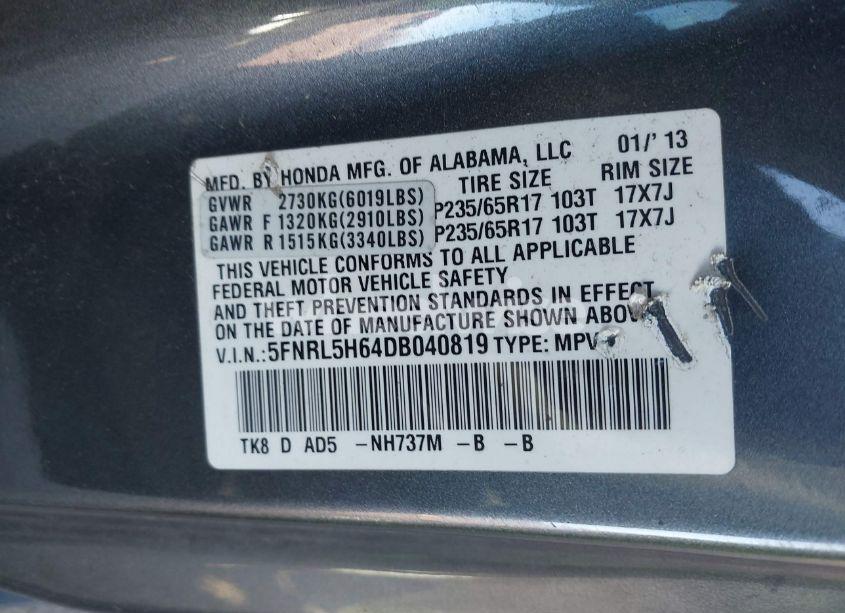 MFD. BY HONDA MFG. OF ALABAMA, LLC 01/'13
TIRE SIZE RIM SIZE
GVWR 2730KG(6019LBS)
GAWR F 1320KG(2910LBS) P235/65R17 103T 17X7J
GAWR R 1515KG(3340LBS) P235/65R17 103T 17X7J
THIS VEHICLE CONFORMS TO ALL APPLICABLE
FEDERAL MOTOR VEHICLE SAFETY
AND THEFT PREVENTION STANDARDS IN EFFECT
ON THE DATE OF MANUFACTURE SHOWN ABOV
V.I.N.:5FNRL5H64DB040819 TYPE: MPV
TK8 D AD5 -NH737M -B -B